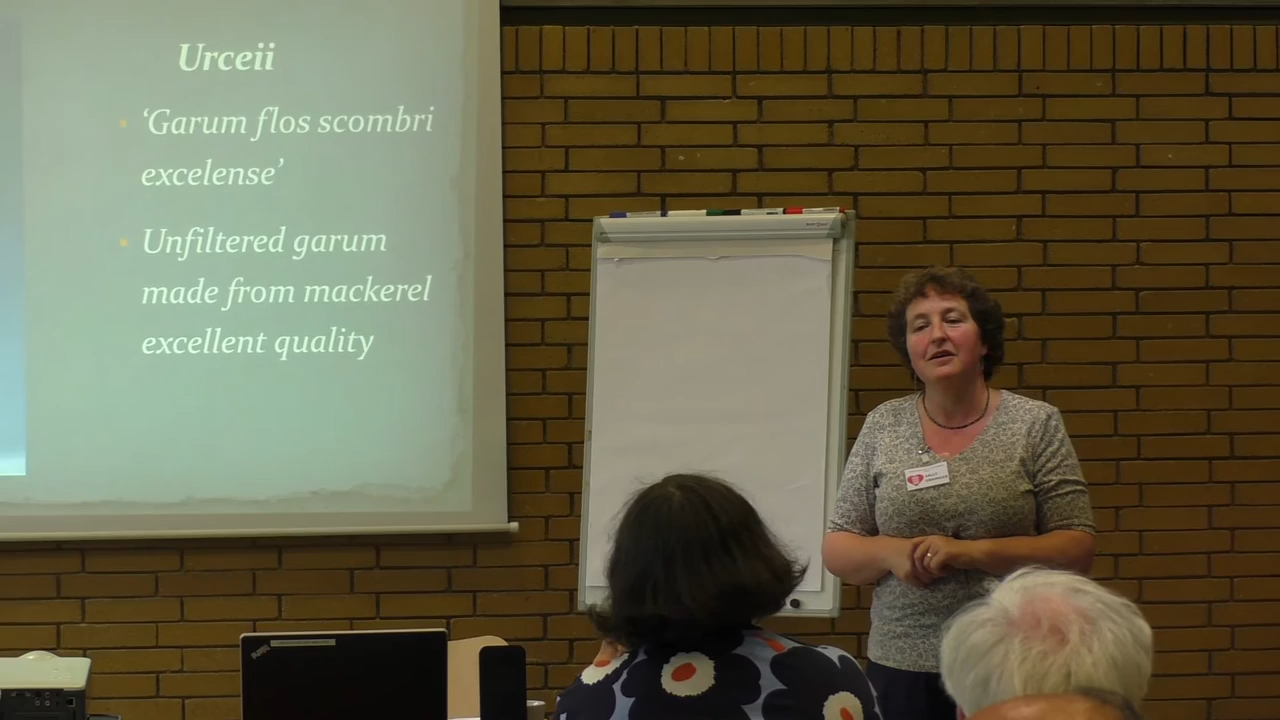 Urceii
‘Garum flos scombri
excelense’
Unfiltered garum
made from mackerel
excellent quality